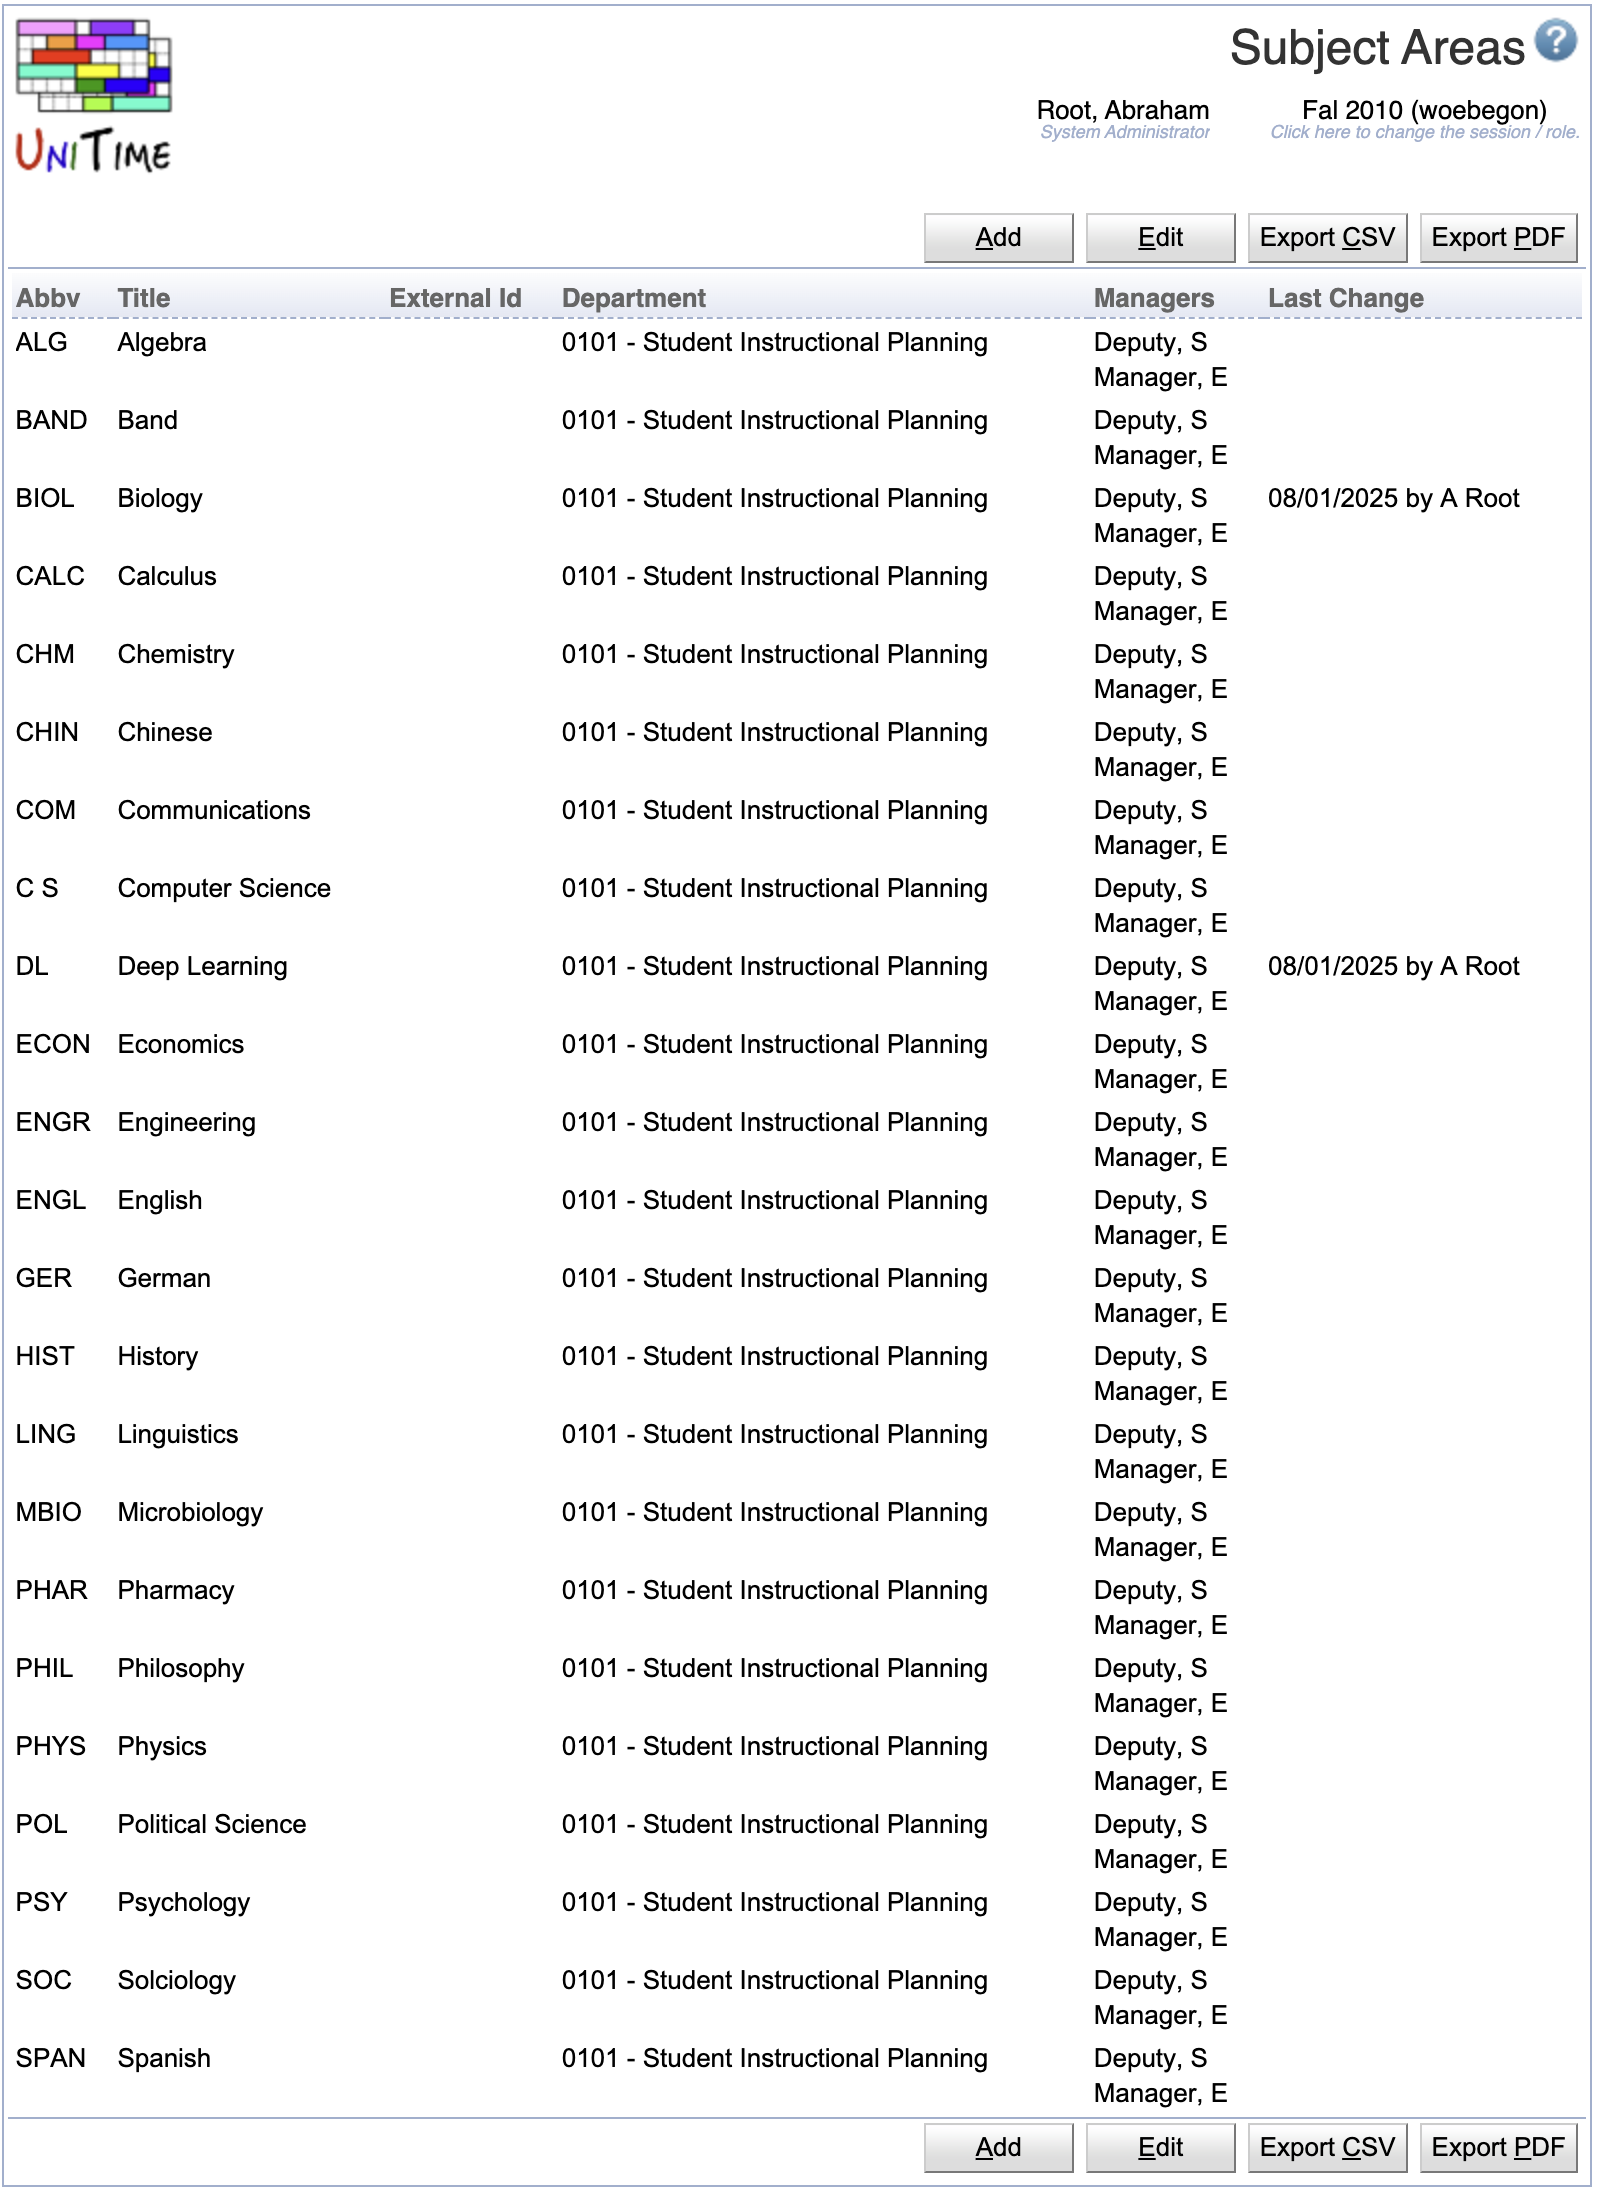 Subject Areas ?
UNITIME
Root, Abraham Fal 2010 (woebegon)
System Administrator Click here to change the session / role.
Add Edit Export CSV Export PDF
Abbv Title External Id Department Managers Last Change
ALG Algebra 0101 - Student Instructional Planning Deputy, S
Manager, E
BAND Band 0101 - Student Instructional Planning Deputy, S
Manager, E
BIOL Biology 0101 - Student Instructional Planning Deputy, S 08/01/2025 by A Root
Manager, E
CALC Calculus 0101 - Student Instructional Planning Deputy, S
Manager, E
CHM Chemistry 0101 - Student Instructional Planning Deputy, S
Manager, E
CHIN Chinese 0101 - Student Instructional Planning Deputy, S
Manager, E
COM Communications 0101 - Student Instructional Planning Deputy, S
Manager, E
C S Computer Science 0101 - Student Instructional Planning Deputy, S
Manager, E
DL Deep Learning 0101 - Student Instructional Planning Deputy, S 08/01/2025 by A Root
Manager, E
ECON Economics 0101 - Student Instructional Planning Deputy, S
Manager, E
ENGR Engineering 0101 - Student Instructional Planning Deputy, S
Manager, E
ENGL English 0101 - Student Instructional Planning Deputy, S
Manager, E
GER German 0101 - Student Instructional Planning Deputy, S
Manager, E
HIST History 0101 - Student Instructional Planning Deputy, S
Manager, E
LING Linguistics 0101 - Student Instructional Planning Deputy, S
Manager, E
MBIO Microbiology 0101 - Student Instructional Planning Deputy, S
Manager, E
PHAR Pharmacy 0101 - Student Instructional Planning Deputy, S
Manager, E
PHIL Philosophy 0101 - Student Instructional Planning Deputy, S
Manager, E
PHYS Physics 0101 - Student Instructional Planning Deputy, S
Manager, E
POL Political Science 0101 - Student Instructional Planning Deputy, S
Manager, E
PSY Psychology 0101 - Student Instructional Planning Deputy, S
Manager, E
SOC Solciology 0101 - Student Instructional Planning Deputy, S
Manager, E
SPAN Spanish 0101 - Student Instructional Planning Deputy, S
Manager, E
Add Edit Export CSV Export PDF